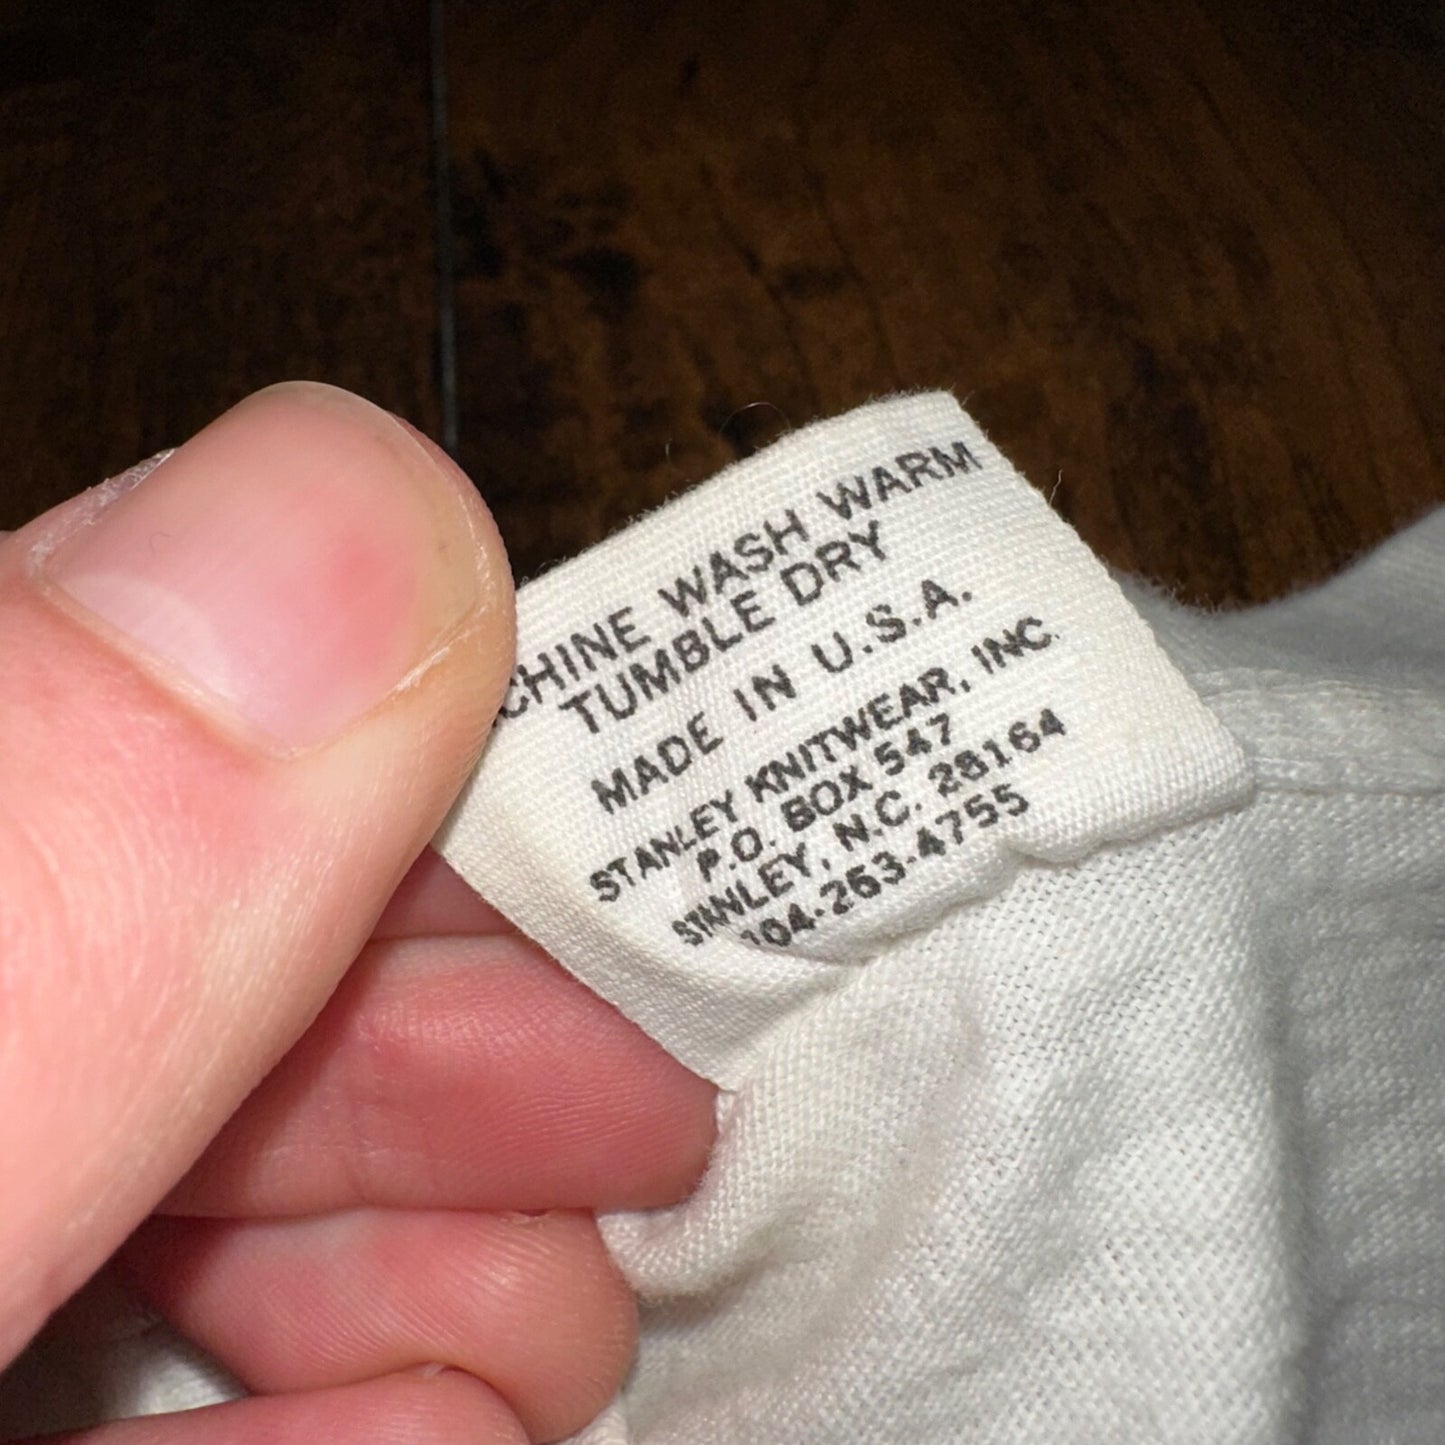 CHINE WASH WARM
TUMBLE DRY
MADE IN U.S.A.
STANLEY KNITWEAR, INC.
P.O. BOX 547
STANLEY, N.C. 28164
704-263-4755